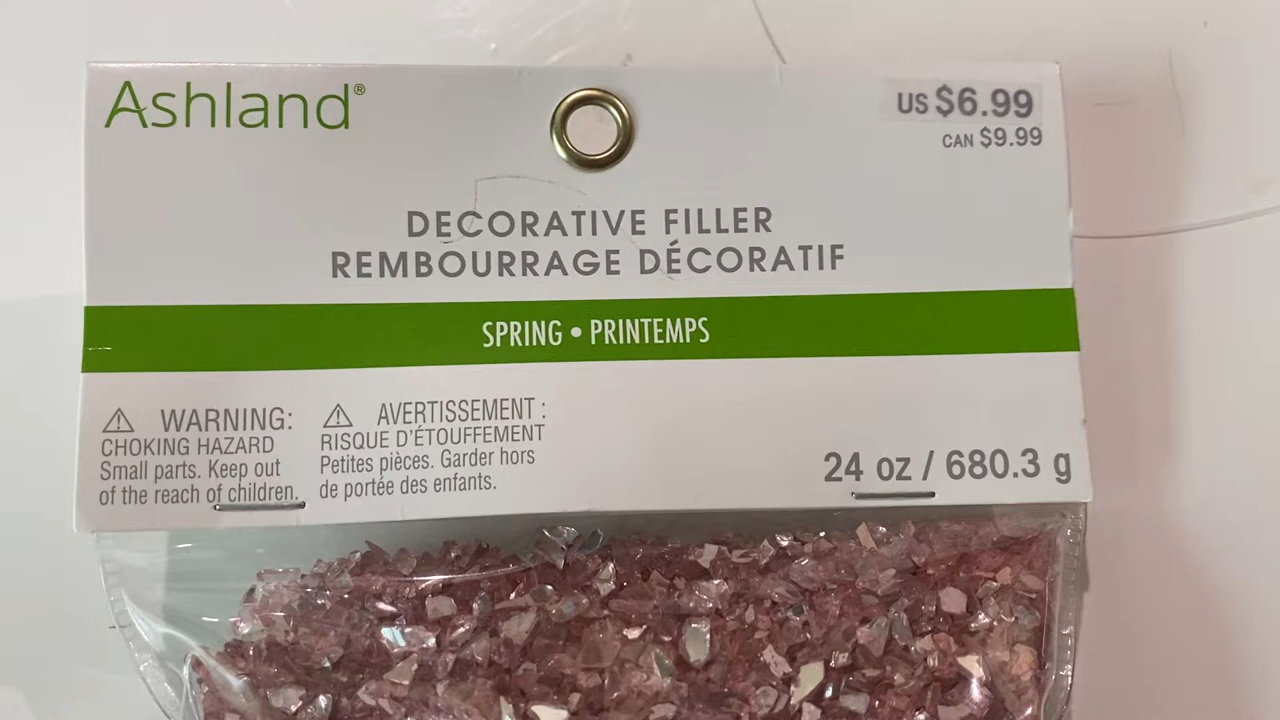 Ashland®
US $6.99
CAN $9.99
DECORATIVE FILLER
REMBOURRAGE DÉCORATIF
SPRING • PRINTEMPS
⚠ WARNING:
CHOKING HAZARD
Small parts. Keep out
of the reach of children.
⚠ AVERTISSEMENT :
RISQUE D'ÉTOUFFEMENT
Petites pièces. Garder hors
de portée des enfants.
24 oz / 680.3 g